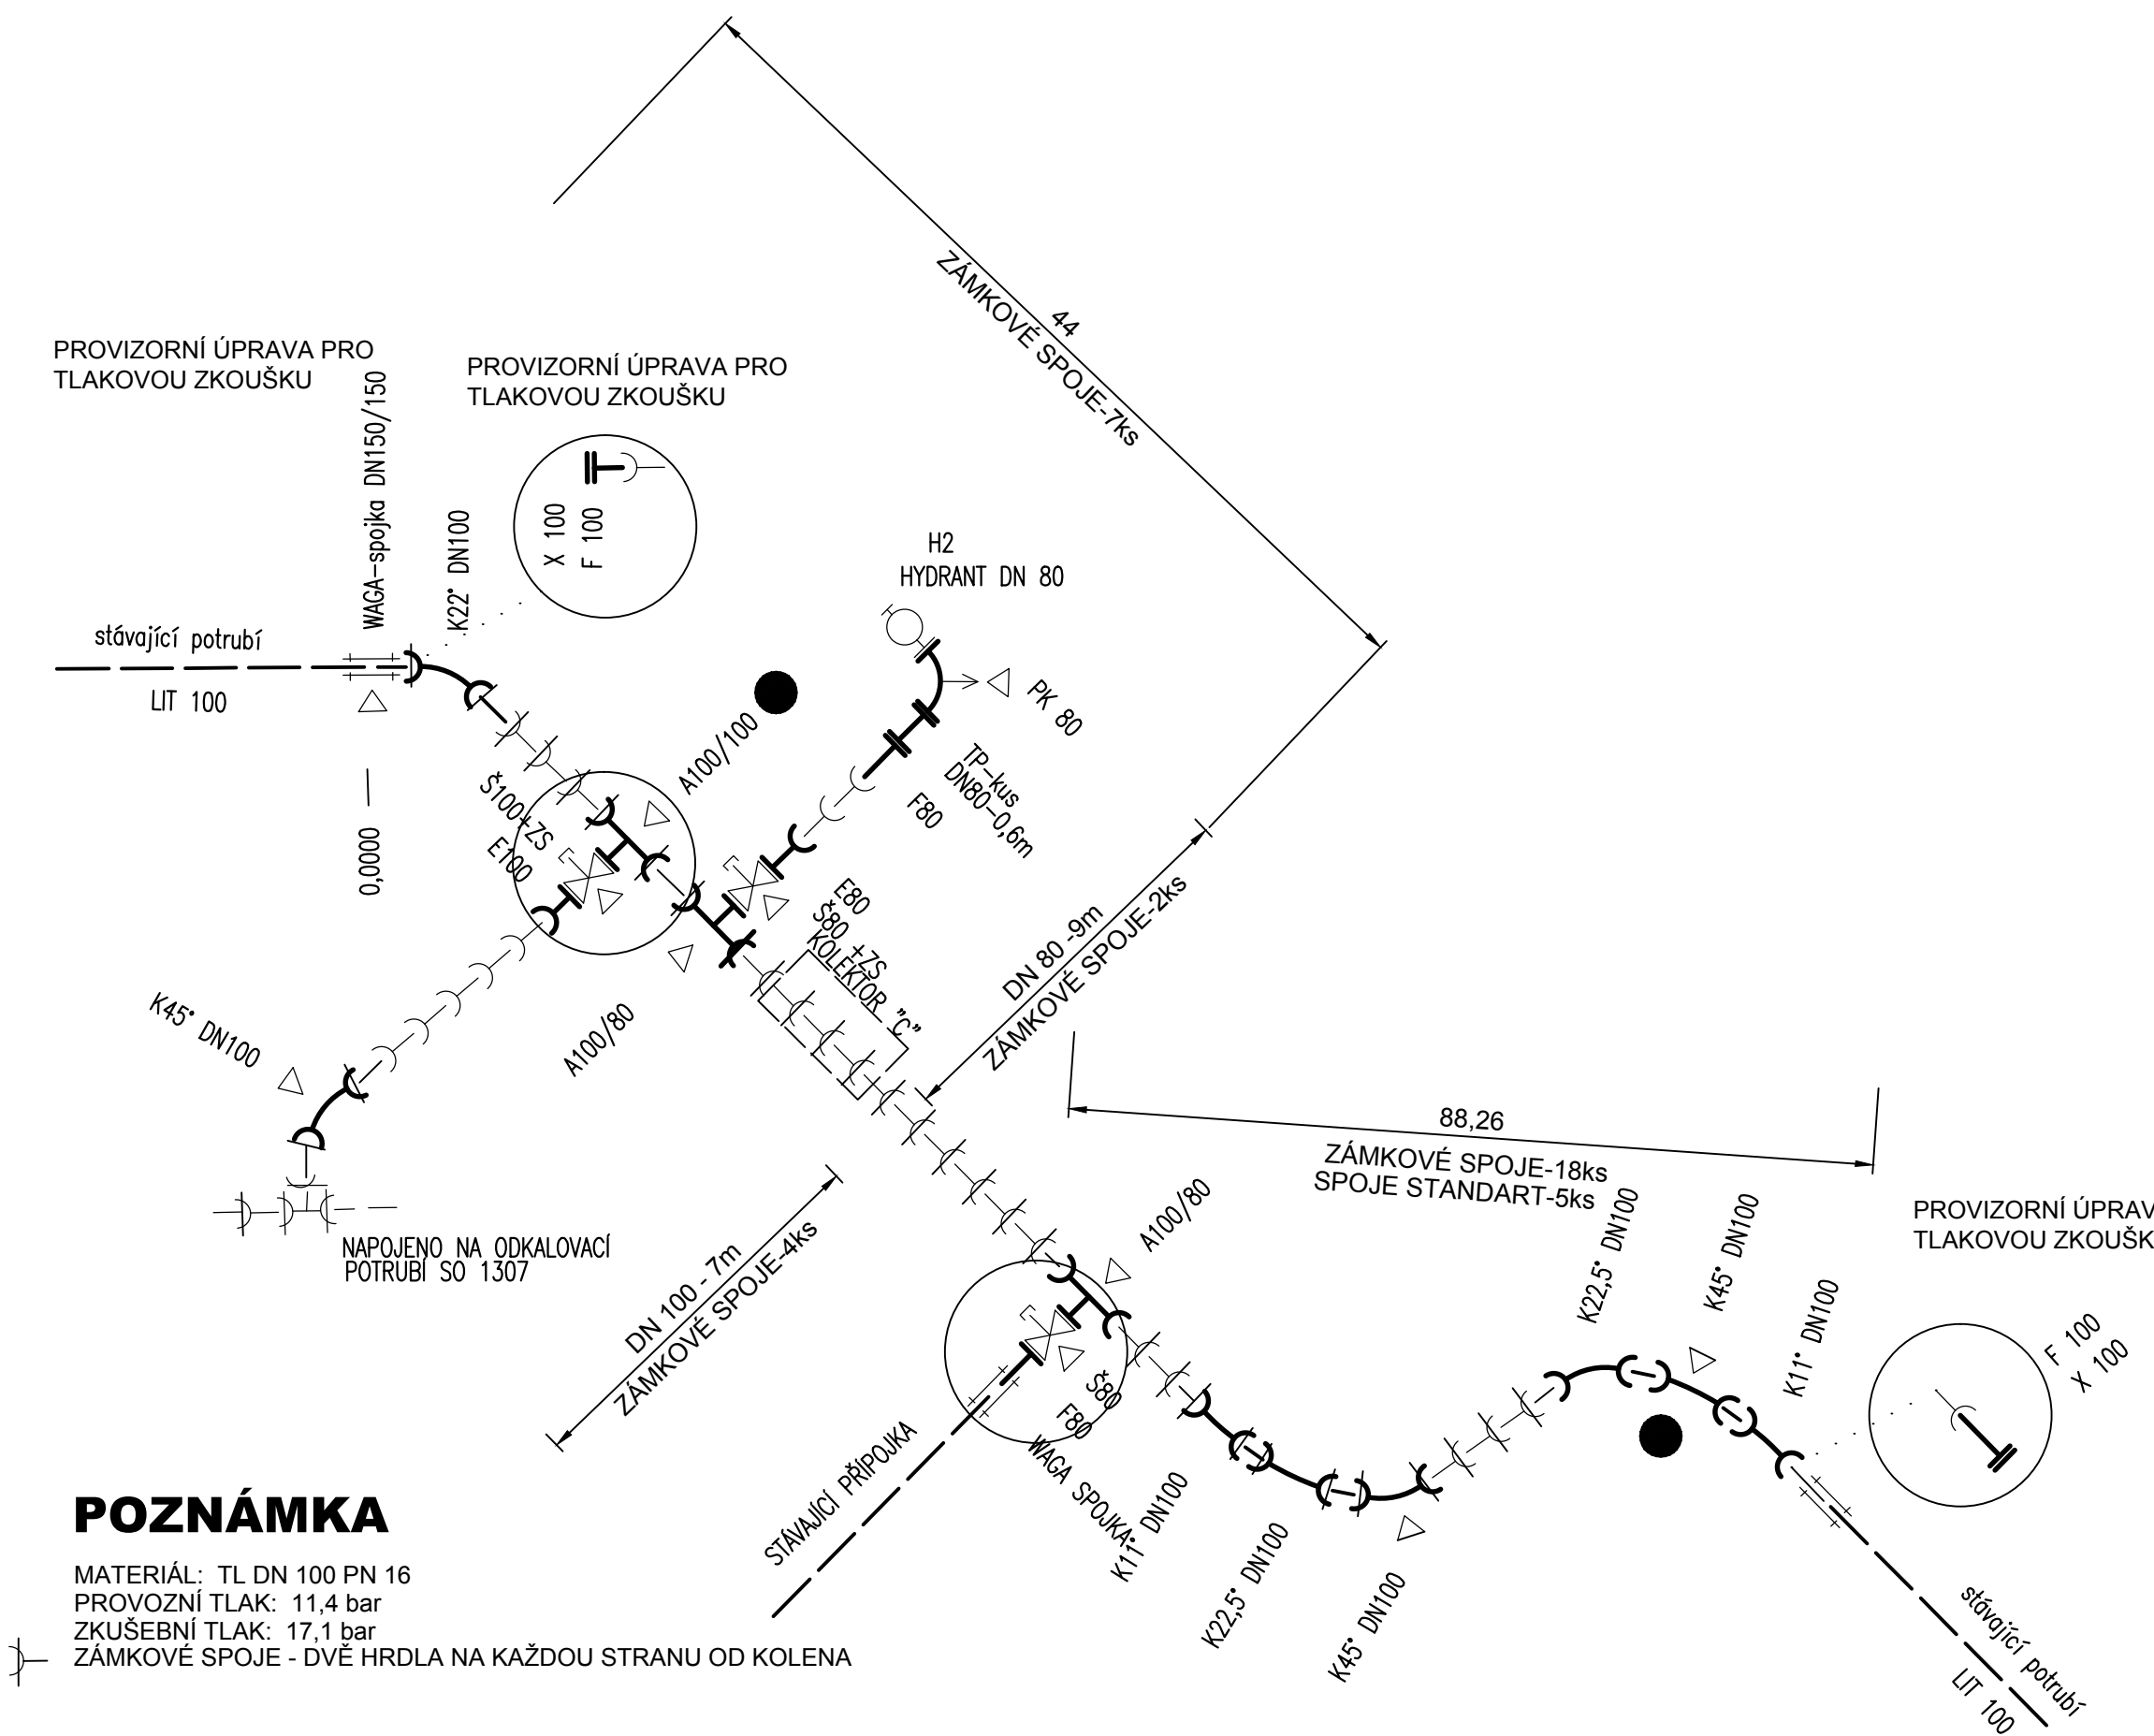 44
ZÁMKOVÉ SPOJE-7ks
PROVIZORNÍ ÚPRAVA PRO
TLAKOVOU ZKOUŠKU
PROVIZORNÍ ÚPRAVA PRO
TLAKOVOU ZKOUŠKU
WAGA-spojka DN150/150
K22° DN100
X 100
F 100
H2
HYDRANT DN 80
stávající potrubí
LIT 100
PK 80
A100/100
TP-kus
DN80-0,6m
F80
Š100+ZS
E100
0,0000
E80
Š80 +ZS
KOLEKTOR "C"
DN 80 -9m
ZÁMKOVÉ SPOJE-2ks
K45° DN100
A100/80
88,26
ZÁMKOVÉ SPOJE-18ks
SPOJE STANDART-5ks
A100/80
K22,5° DN100
K45° DN100
K11° DN100
PROVIZORNÍ ÚPRAV
TLAKOVOU ZKOUŠK
F 100
X 100
NAPOJENO NA ODKALOVACÍ
POTRUBÍ SO 1307
DN 100 - 7m
ZÁMKOVÉ SPOJE-4ks
Š80
F80
WAGA SPOJKA
STÁVAJÍCÍ PŘÍPOJKA
K11° DN100
K22,5° DN100
K45° DN100
stávající potrubí
LIT 100
POZNÁMKA
MATERIÁL: TL DN 100 PN 16
PROVOZNÍ TLAK: 11,4 bar
ZKUŠEBNÍ TLAK: 17,1 bar
ZÁMKOVÉ SPOJE - DVĚ HRDLA NA KAŽDOU STRANU OD KOLENA